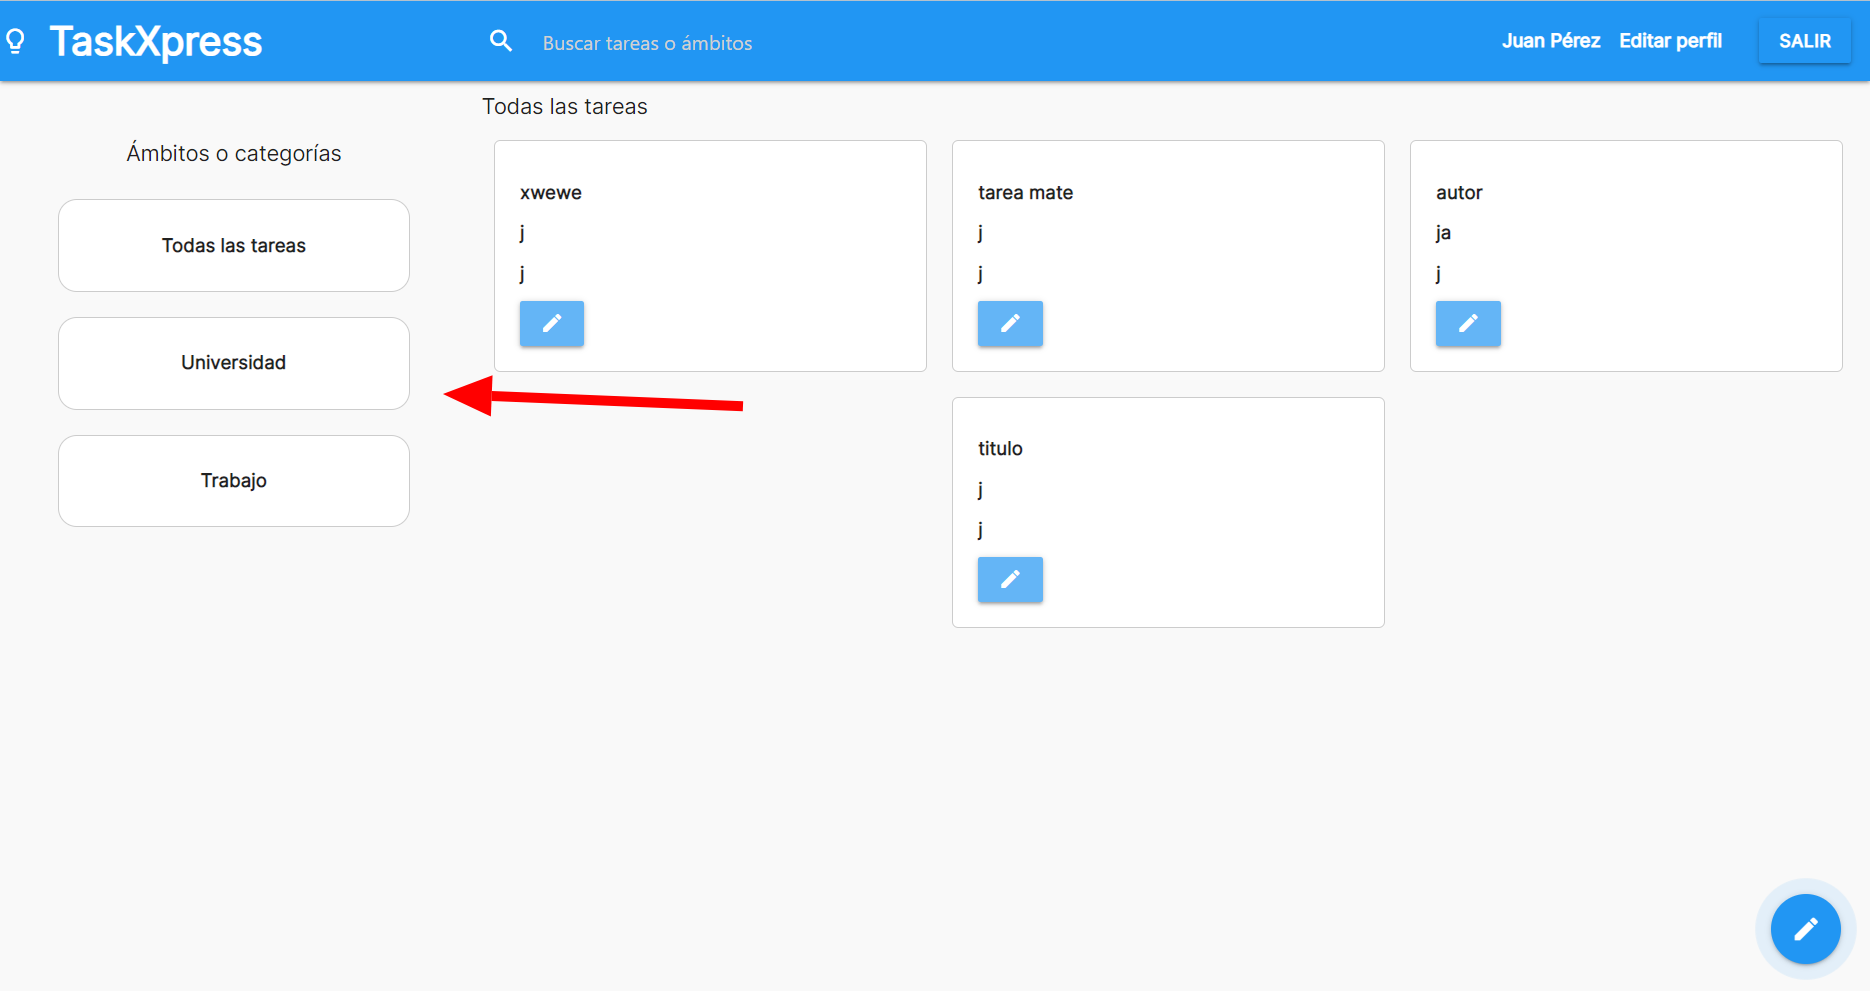 TaskXpress
Buscar tareas o ámbitos
Juan Pérez
Editar perfil
SALIR
Ámbitos o categorías
Todas las tareas
Universidad
Trabajo
Todas las tareas
xwewe
j
j
tarea mate
j
j
autor
ja
j
titulo
j
j